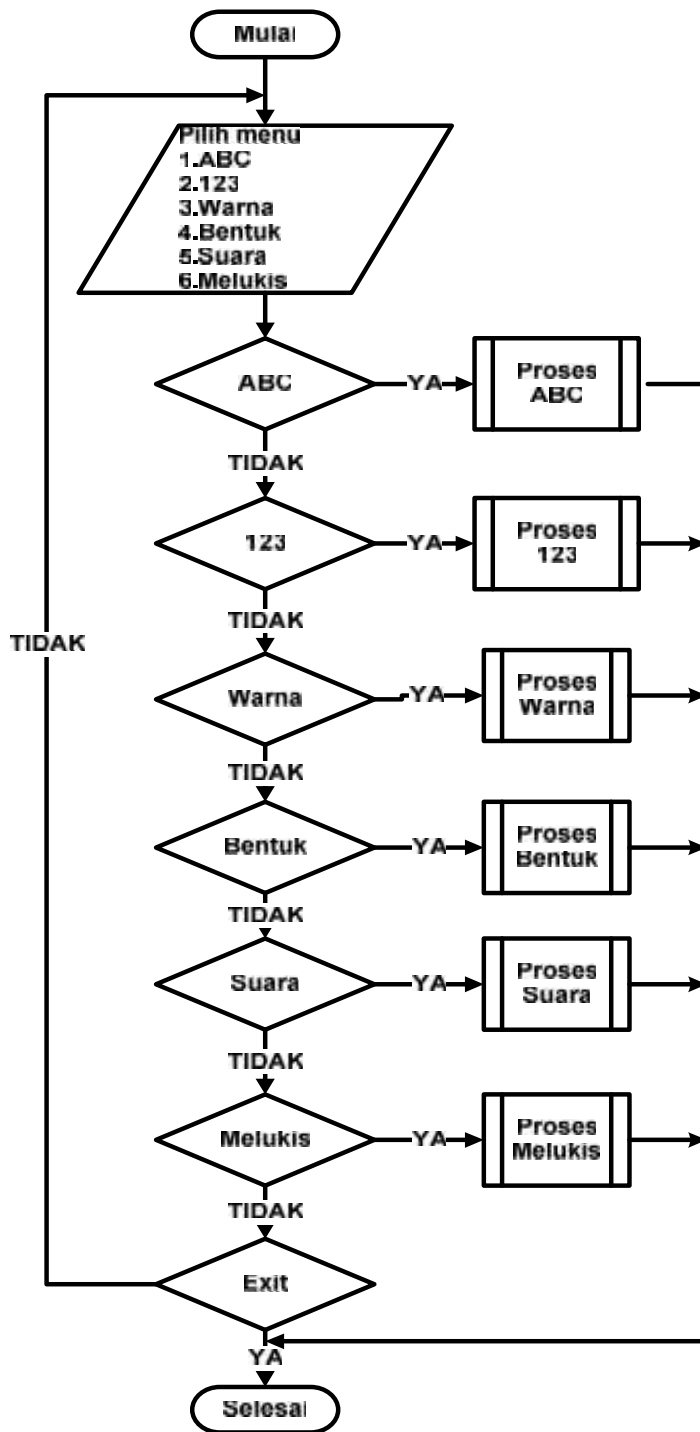 Mulai
Pilih menu
1.ABC
2.123
3.Warna
4.Bentuk
5.Suara
6.Melukis
ABC
YA
Proses
ABC
TIDAK
123
YA
Proses
123
TIDAK
TIDAK
Warna
YA
Proses
Warna
TIDAK
Bentuk
YA
Proses
Bentuk
TIDAK
Suara
YA
Proses
Suara
TIDAK
Melukis
YA
Proses
Melukis
TIDAK
Exit
YA
Selesai